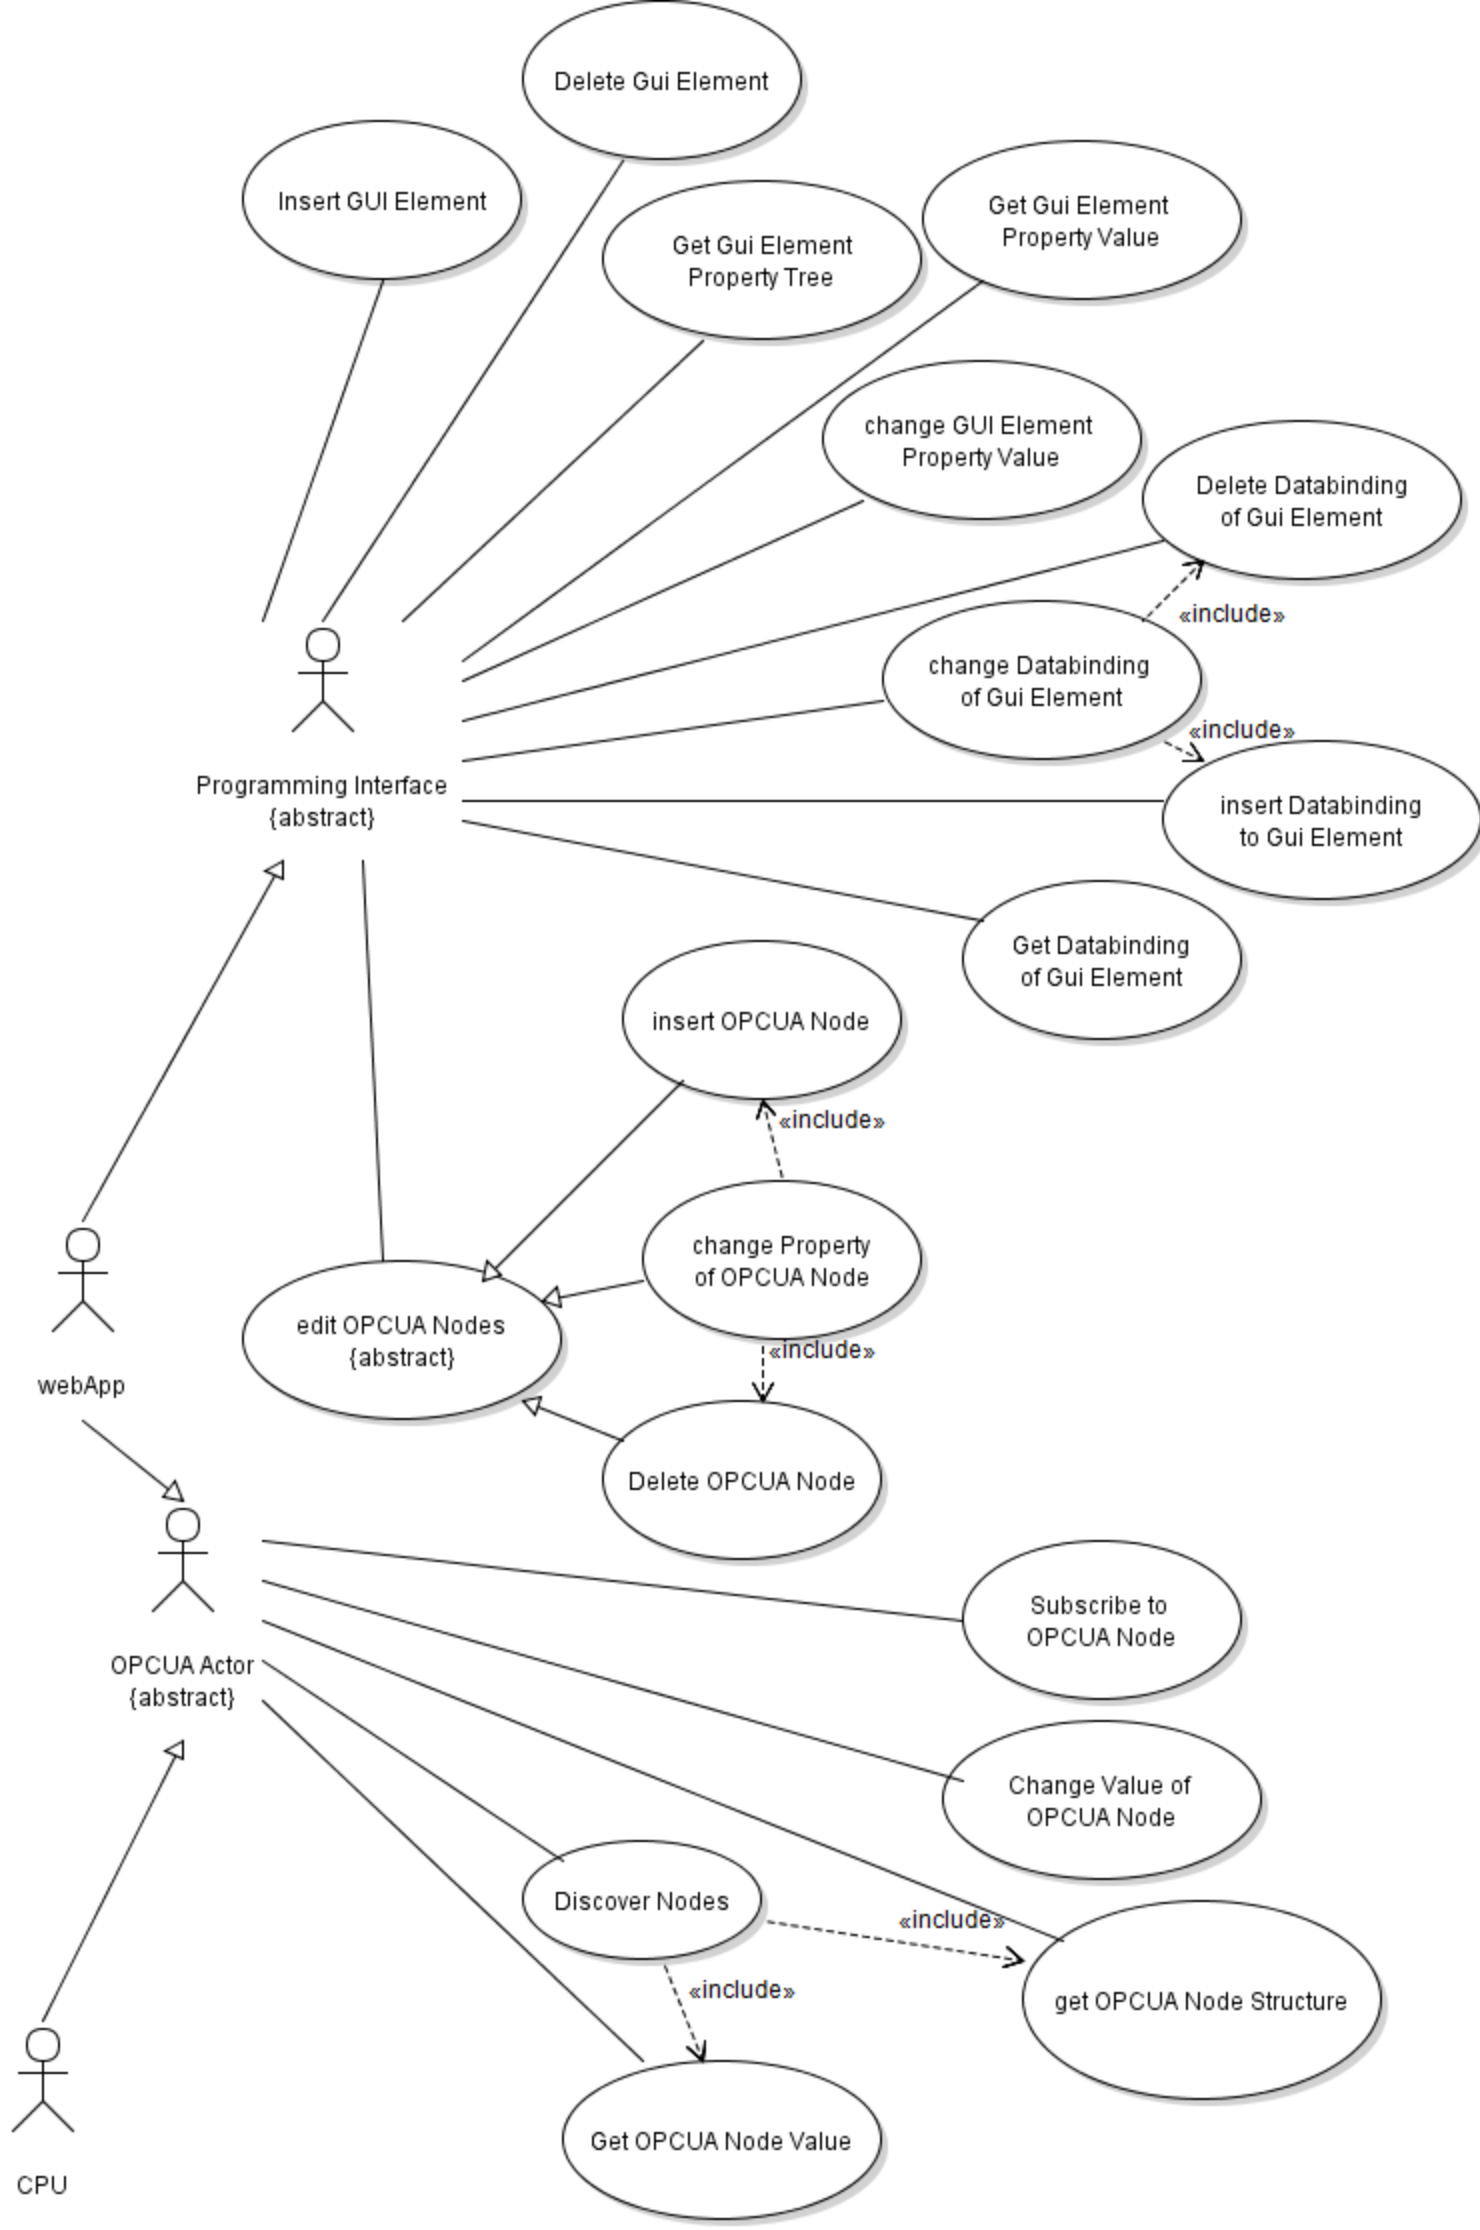 Delete Gui Element
Insert GUI Element
Get Gui Element
Property Value
Get Gui Element
Property Tree
change GUI Element
Property Value
Delete Databinding
of Gui Element
«include»
change Databinding
of Gui Element
«include»
Programming Interface
{abstract}
insert Databinding
to Gui Element
Get Databinding
of Gui Element
insert OPCUA Node
«include»
change Property
of OPCUA Node
edit OPCUA Nodes
{abstract}
«include»
webApp
Delete OPCUA Node
Subscribe to
OPCUA Node
OPCUA Actor
{abstract}
Change Value of
OPCUA Node
Discover Nodes
«include»
«include»
get OPCUA Node Structure
Get OPCUA Node Value
CPU